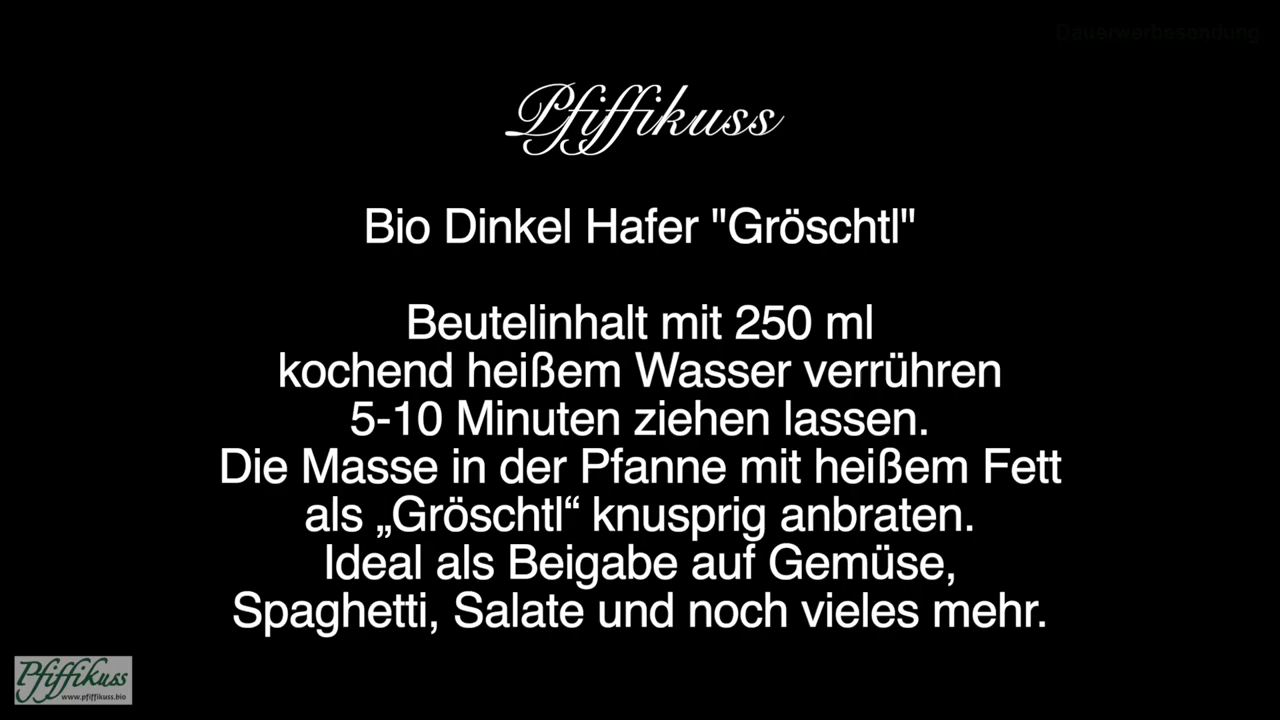 Dauerwerbesendung
Pfiffikuss
Bio Dinkel Hafer "Gröschtl"
Beutelinhalt mit 250 ml
kochend heißem Wasser verrühren
5-10 Minuten ziehen lassen.
Die Masse in der Pfanne mit heißem Fett
als „Gröschtl“ knusprig anbraten.
Ideal als Beigabe auf Gemüse,
Spaghetti, Salate und noch vieles mehr.
Pfiffikuss
www.pfiffikuss.bio